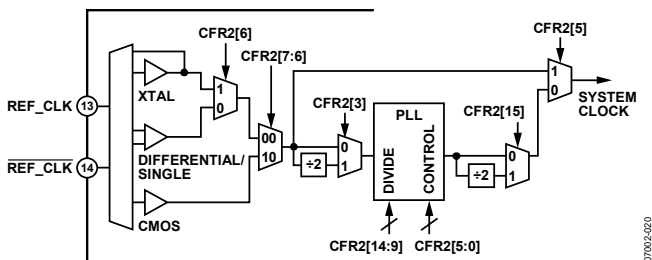 CFR2[6]
CFR2[5]
CFR2[7:6]
XTAL
1
0
1
0
SYSTEM
CLOCK
REF_CLK
13
CFR2[3]
PLL
CFR2[15]
00
10
0
1
÷2
DIVIDE
CONTROL
0
1
÷2
REF_CLK
14
DIFFERENTIAL/
SINGLE
CMOS
CFR2[14:9]
CFR2[5:0]
07002-020